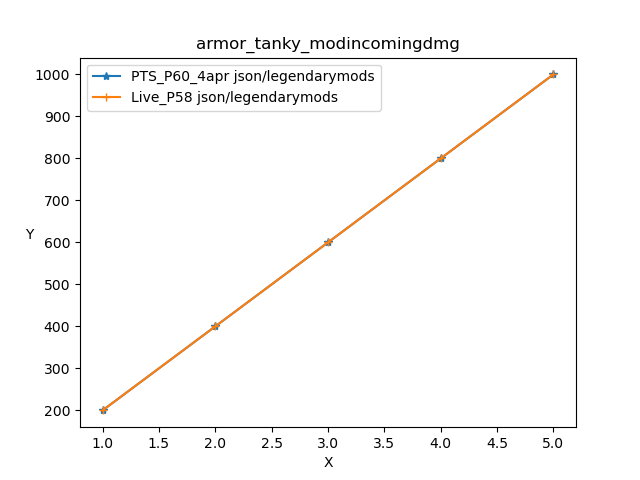 armor_tanky_modincomingdmg
PTS_P60_4apr json/legendarymods
Live_P58 json/legendarymods
1000
900
800
700
600
500
400
300
200
Y
1.0 1.5 2.0 2.5 3.0 3.5 4.0 4.5 5.0
X